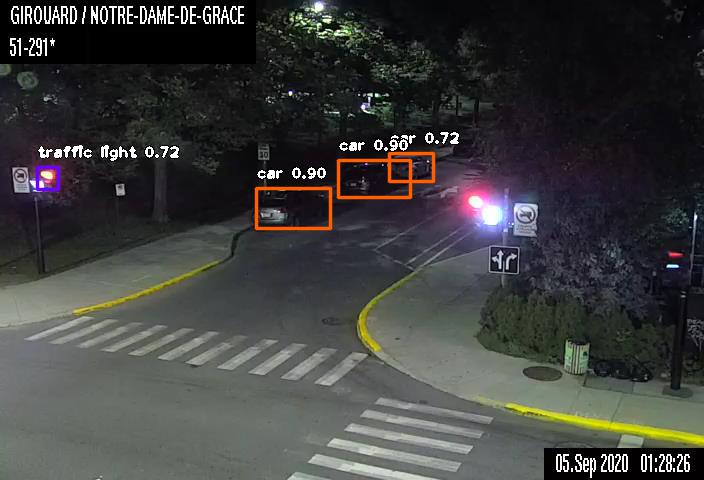 GIROUARD / NOTRE-DAME-DE-GRACE
51-291*
car 0.72
car 0.90
traffic light 0.72
car 0.90
30
05.Sep 2020 01:28:26